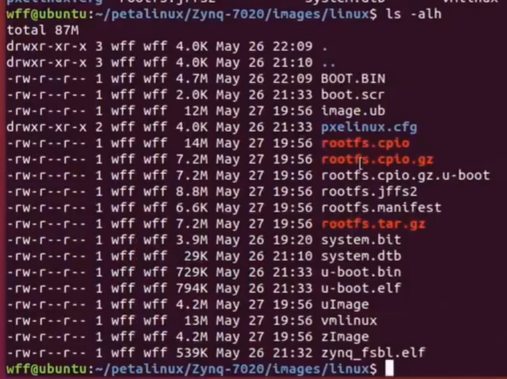 wff@ubuntu:~/petalinux/Zynq-7020/images/linux$ ls -alh
total 87M
drwxr-xr-x 3 wff wff 4.0K May 26 22:09 .
drwxr-xr-x 3 wff wff 4.0K May 26 21:10 ..
-rw-r--r-- 1 wff wff 4.7M May 26 22:09 BOOT.BIN
-rw-r--r-- 1 wff wff 2.0K May 26 21:33 boot.scr
-rw-r--r-- 1 wff wff 12M May 27 19:56 image.ub
drwxr-xr-x 2 wff wff 4.0K May 26 21:33 pxelinux.cfg
-rw-r--r-- 1 wff wff 14M May 27 19:56 rootfs.cpio
-rw-r--r-- 1 wff wff 7.2M May 27 19:56 rootfs.cpio.gz
-rw-r--r-- 1 wff wff 7.2M May 27 19:56 rootfs.cpio.gz.u-boot
-rw-r--r-- 1 wff wff 8.8M May 27 19:56 rootfs.jffs2
-rw-r--r-- 1 wff wff 6.6K May 27 19:56 rootfs.manifest
-rw-r--r-- 1 wff wff 7.2M May 27 19:56 rootfs.tar.gz
-rw-r--r-- 1 wff wff 3.9M May 26 19:20 system.bit
-rw-r--r-- 1 wff wff 29K May 26 21:10 system.dtb
-rw-r--r-- 1 wff wff 729K May 26 21:33 u-boot.bin
-rw-r--r-- 1 wff wff 794K May 26 21:33 u-boot.elf
-rw-r--r-- 1 wff wff 4.2M May 27 19:56 uImage
-rw-r--r-- 1 wff wff 13M May 27 19:56 vmlinux
-rw-r--r-- 1 wff wff 4.2M May 27 19:56 zImage
-rw-r--r-- 1 wff wff 539K May 26 21:32 zynq_fsbl.elf
wff@ubuntu:~/petalinux/Zynq-7020/images/linux$